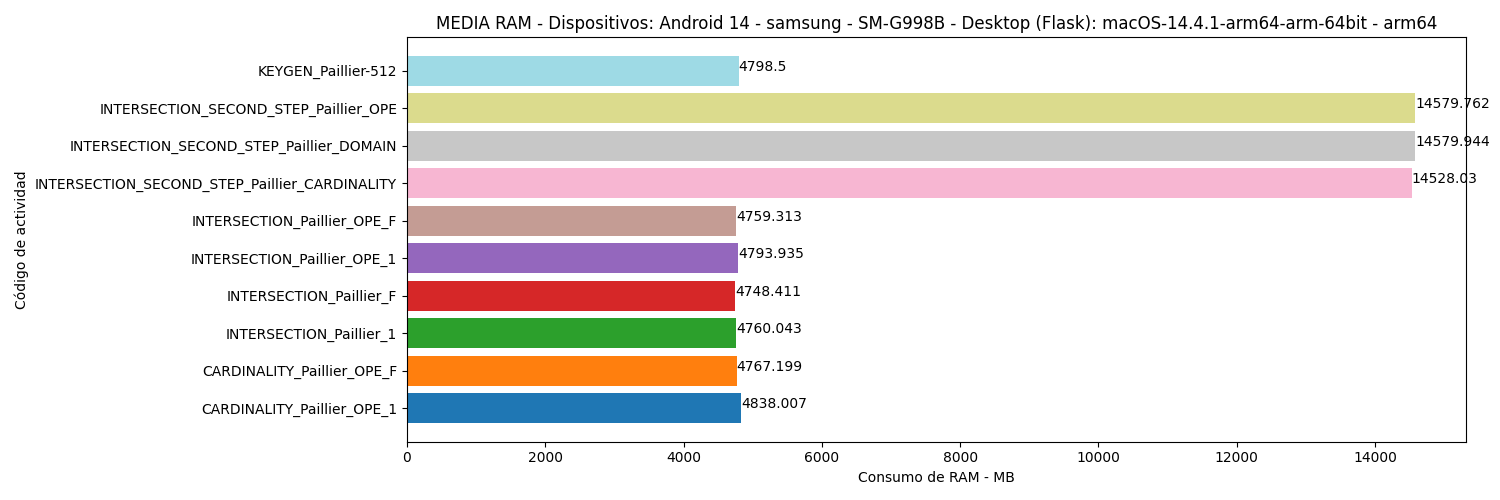 MEDIA RAM - Dispositivos: Android 14 - samsung - SM-G998B - Desktop (Flask): macOS-14.4.1-arm64-arm-64bit - arm64
Código de actividad
KEYGEN_Paillier-512 4798.5
INTERSECTION_SECOND_STEP_Paillier_OPE 14579.762
INTERSECTION_SECOND_STEP_Paillier_DOMAIN 14579.944
INTERSECTION_SECOND_STEP_Paillier_CARDINALITY 14528.03
INTERSECTION_Paillier_OPE_F 4759.313
INTERSECTION_Paillier_OPE_1 4793.935
INTERSECTION_Paillier_F 4748.411
INTERSECTION_Paillier_1 4760.043
CARDINALITY_Paillier_OPE_F 4767.199
CARDINALITY_Paillier_OPE_1 4838.007
0 2000 4000 6000 8000 10000 12000 14000
Consumo de RAM - MB